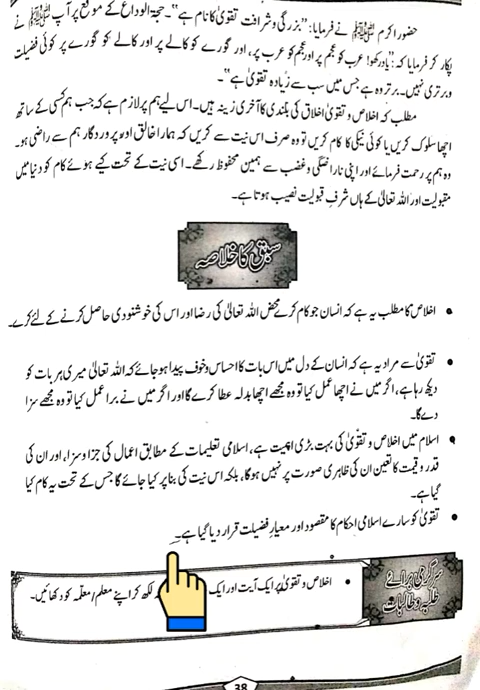 حضور اکرم ﷺ نے فرمایا: "بزرگی و شرافت تقویٰ کا نام ہے"۔ حجۃ الوداع کے موقع پر آپ ﷺ نے
پکار کر فرمایا کہ: "یاد رکھو! عرب کو عجم پر اور عجم کو عرب پر، اور گورے کو کالے پر اور کالے کو گورے پر کوئی فضیلت
و برتری نہیں۔ برتر وہ ہے جس میں سب سے زیادہ تقویٰ ہے"۔
مطلب کہ اخلاص و تقویٰ اخلاق کی بلندی کا آخری زینہ ہیں۔ اس لیے ہم پر لازم ہے کہ جب ہم کسی کے ساتھ
اچھا سلوک کریں یا کوئی نیکی کا کام کریں تو وہ صرف اس نیت سے کریں کہ ہمارا خالق اور پروردگار ہم سے راضی ہو۔
وہ ہم پر رحمت فرمائے اور اپنی ناراضگی و غضب سے ہمیں محفوظ رکھے۔ اسی نیت کے تحت کیے ہوئے کام کو دنیا میں
مقبولیت اور اللہ تعالیٰ کے ہاں شرفِ قبولیت نصیب ہوتا ہے۔
سبق کا خلاصہ
• اخلاص کا مطلب یہ ہے کہ انسان جو کام کرے محض اللہ تعالیٰ کی رضا اور اس کی خوشنودی حاصل کرنے کے لئے کرے۔
• تقویٰ سے مراد یہ ہے کہ انسان کے دل میں اس بات کا احساس و خوف پیدا ہو جائے کہ اللہ تعالیٰ میری ہر بات کو
دیکھ رہا ہے، اگر میں نے اچھا عمل کیا تو وہ مجھے اچھا بدلہ عطا کرے گا اور اگر میں نے برا عمل کیا تو وہ مجھے سزا
دے گا۔
• اسلام میں اخلاص و تقویٰ کی بہت بڑی اہمیت ہے، اسلامی تعلیمات کے مطابق اعمال کی جزا و سزا، اور ان کی
قدر و قیمت کا تعین ان کی ظاہری صورت پر نہیں ہوگا، بلکہ اس نیت کی بنا پر کیا جائے گا جس کے تحت یہ کام کیا
گیا ہے۔
• تقویٰ کو سارے اسلامی احکام کا مقصود اور معیارِ فضیلت قرار دیا گیا ہے۔
سرگرمی برائے
طلبہ و طالبات
• اخلاص و تقویٰ پر ایک آیت اور ایک لکھ کر اپنے معلم/معلّمہ کو دکھائیں۔
38